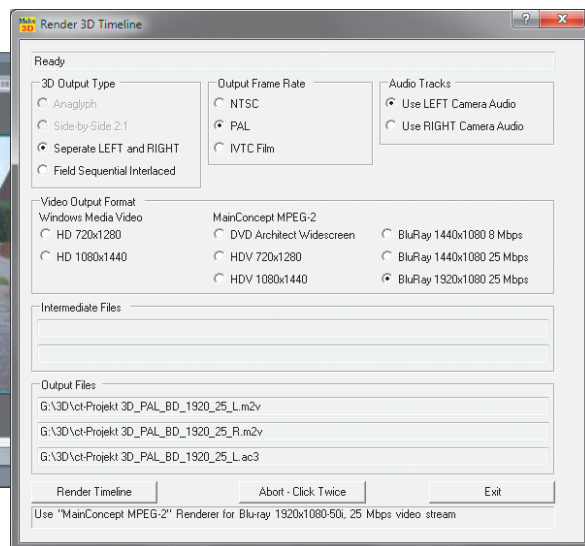 Make 3D Render 3D Timeline
Ready
3D Output Type
Anaglyph
Side-by-Side 2:1
Seperate LEFT and RIGHT
Field Sequential Interlaced
Output Frame Rate
NTSC
PAL
IVTC Film
Audio Tracks
Use LEFT Camera Audio
Use RIGHT Camera Audio
Video Output Format
Windows Media Video
HD 720x1280
HD 1080x1440
MainConcept MPEG-2
DVD Architect Widescreen
HDV 720x1280
HDV 1080x1440
BluRay 1440x1080 8 Mbps
BluRay 1440x1080 25 Mbps
BluRay 1920x1080 25 Mbps
Intermediate Files
Output Files
G:\3D\ct-Projekt 3D_PAL_BD_1920_25_L.m2v
G:\3D\ct-Projekt 3D_PAL_BD_1920_25_R.m2v
G:\3D\ct-Projekt 3D_PAL_BD_1920_25_L.ac3
Render Timeline
Abort - Click Twice
Exit
Use "MainConcept MPEG-2" Renderer for Blu-ray 1920x1080-50i, 25 Mbps video stream